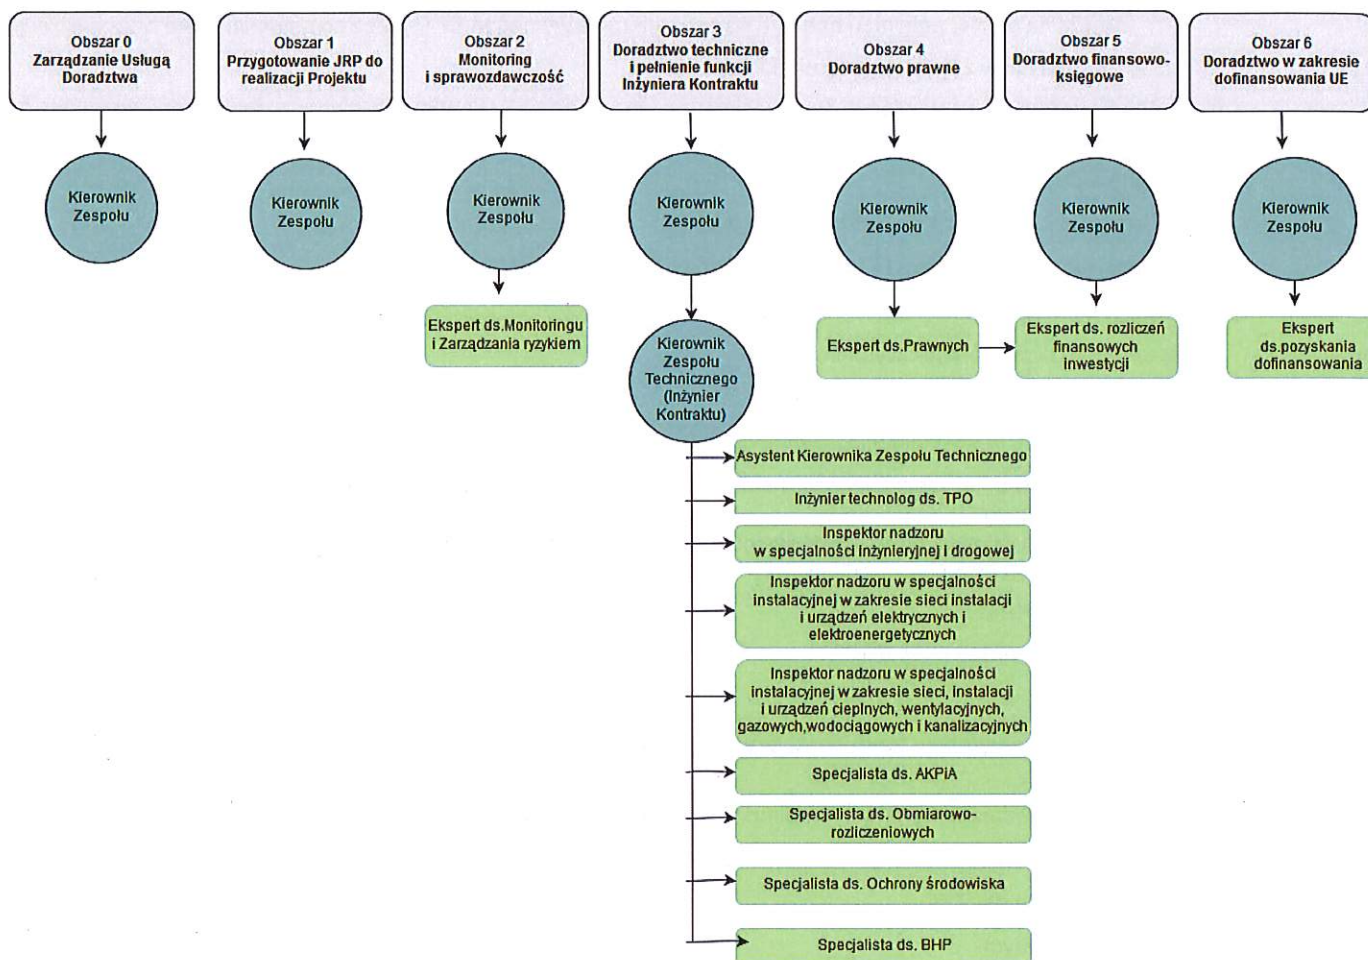 Obszar 0
Zarządzanie Usługą
Doradztwa
Obszar 1
Przygotowanie JRP do
realizacji Projektu
Obszar 2
Monitoring
i sprawozdawczość
Obszar 3
Doradztwo techniczne
i pełnienie funkcji
Inżyniera Kontraktu
Obszar 4
Doradztwo prawne
Obszar 5
Doradztwo finansowo-
księgowe
Obszar 6
Doradztwo w zakresie
dofinansowania UE
Kierownik
Zespołu
Kierownik
Zespołu
Kierownik
Zespołu
Kierownik
Zespołu
Kierownik
Zespołu
Kierownik
Zespołu
Kierownik
Zespołu
Ekspert ds.Monitoringu
i Zarządzania ryzykiem
Kierownik
Zespołu
Technicznego
(Inżynier
Kontraktu)
Ekspert ds.Prawnych
Ekspert ds. rozliczeń
finansowych
inwestycji
Ekspert
ds.pozyskania
dofinansowania
Asystent Kierownika Zespołu Technicznego
Inżynier technolog ds. TPO
Inspektor nadzoru
w specjalności inżynieryjnej i drogowej
Inspektor nadzoru w specjalności
instalacyjnej w zakresie sieci instalacji
i urządzeń elektrycznych i
elektroenergetycznych
Inspektor nadzoru w specjalności
instalacyjnej w zakresie sieci, instalacji
i urządzeń cieplnych, wentylacyjnych,
gazowych,wodociągowych i kanalizacyjnych
Specjalista ds. AKPiA
Specjalista ds. Obmiarowo-
rozliczeniowych
Specjalista ds. Ochrony środowiska
Specjalista ds. BHP